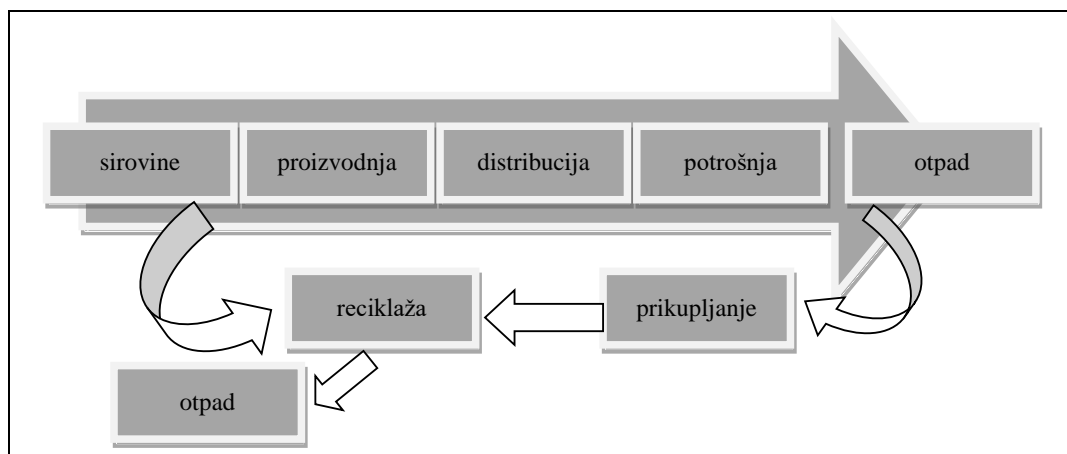 sirovine
proizvodnja
distribucija
potrošnja
otpad
reciklaža
prikupljanje
otpad